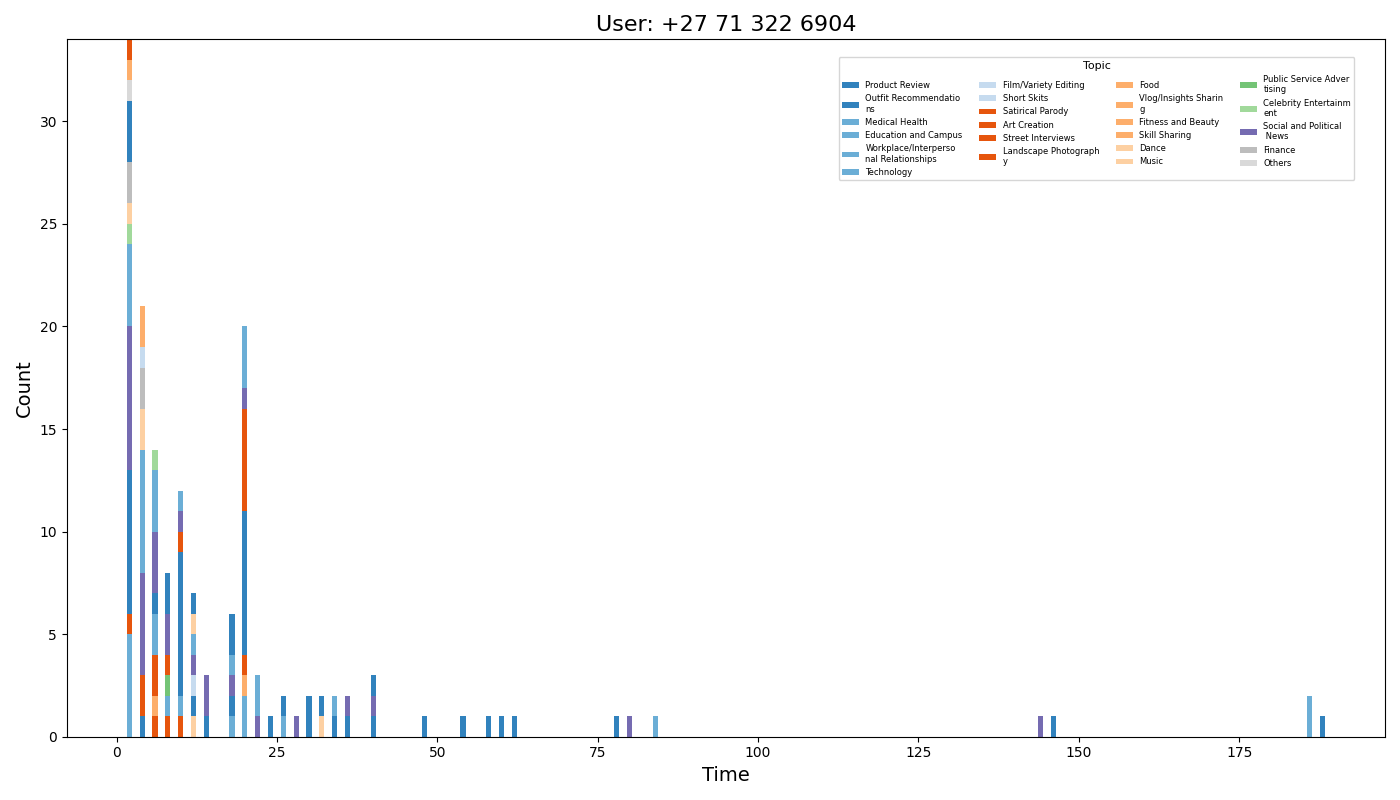 User: +27 71 322 6904
Topic
Product Review
Outfit Recommendatio
ns
Medical Health
Education and Campus
Workplace/Interperso
nal Relationships
Technology
Film/Variety Editing
Short Skits
Satirical Parody
Art Creation
Street Interviews
Landscape Photograph
y
Food
Vlog/Insights Sharin
g
Fitness and Beauty
Skill Sharing
Dance
Music
Public Service Adver
tising
Celebrity Entertainm
ent
Social and Political
News
Finance
Others
Count
30
25
20
15
10
5
0
0 25 50 75 100 125 150 175
Time